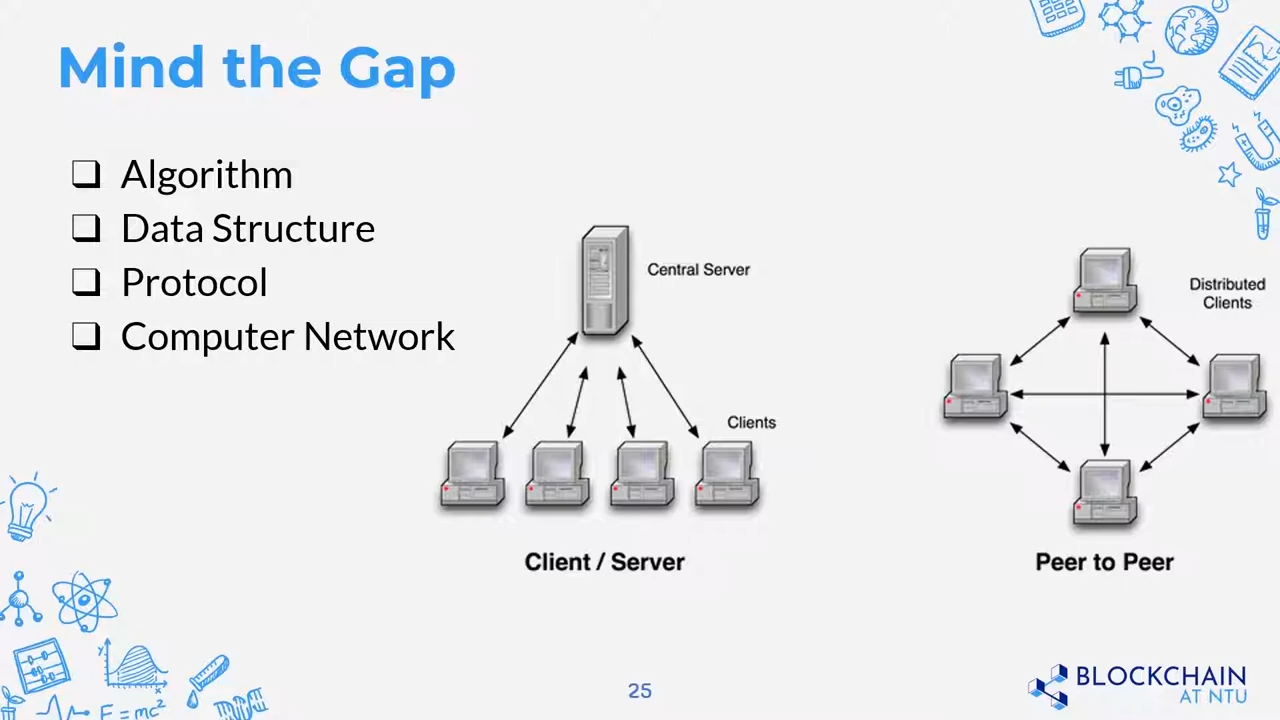 Mind the Gap
❑ Algorithm
❑ Data Structure
❑ Protocol
❑ Computer Network
Central Server
Clients
Client / Server
Distributed
Clients
Peer to Peer
y
x
E=mc²
25
BLOCKCHAIN
AT NTU